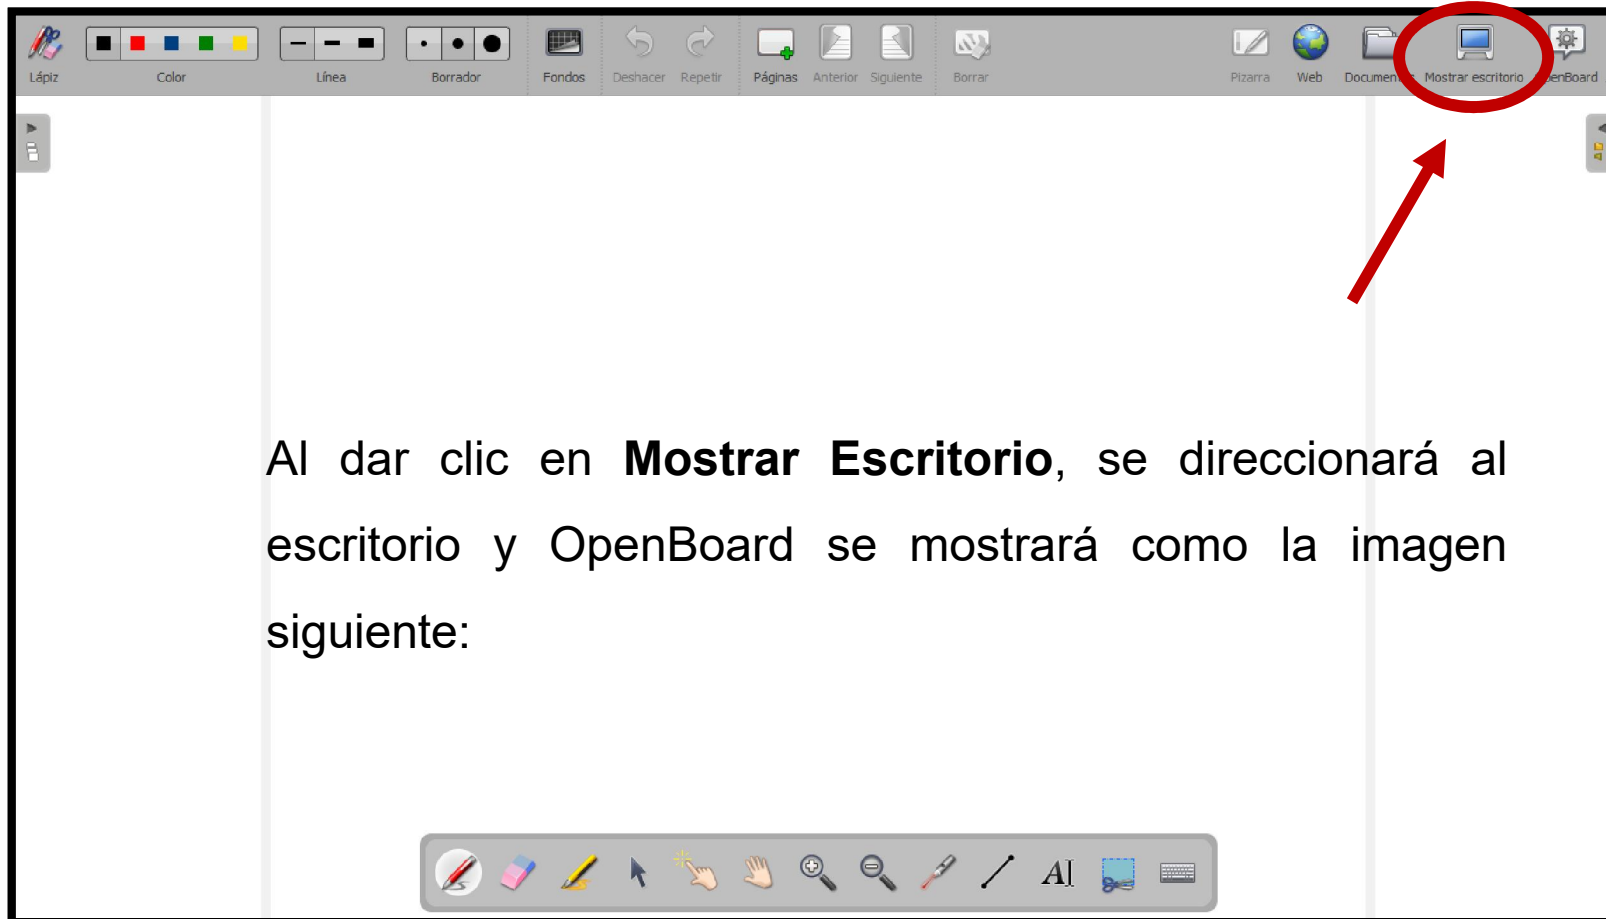 Lápiz Color Línea Borrador Fondos Deshacer Repetir Páginas Anterior Siguiente Borrar Pizarra Web Mostrar escritorio
Al dar clic en Mostrar Escritorio, se direccionará al
escritorio y OpenBoard se mostrará como la imagen
siguiente:
AI